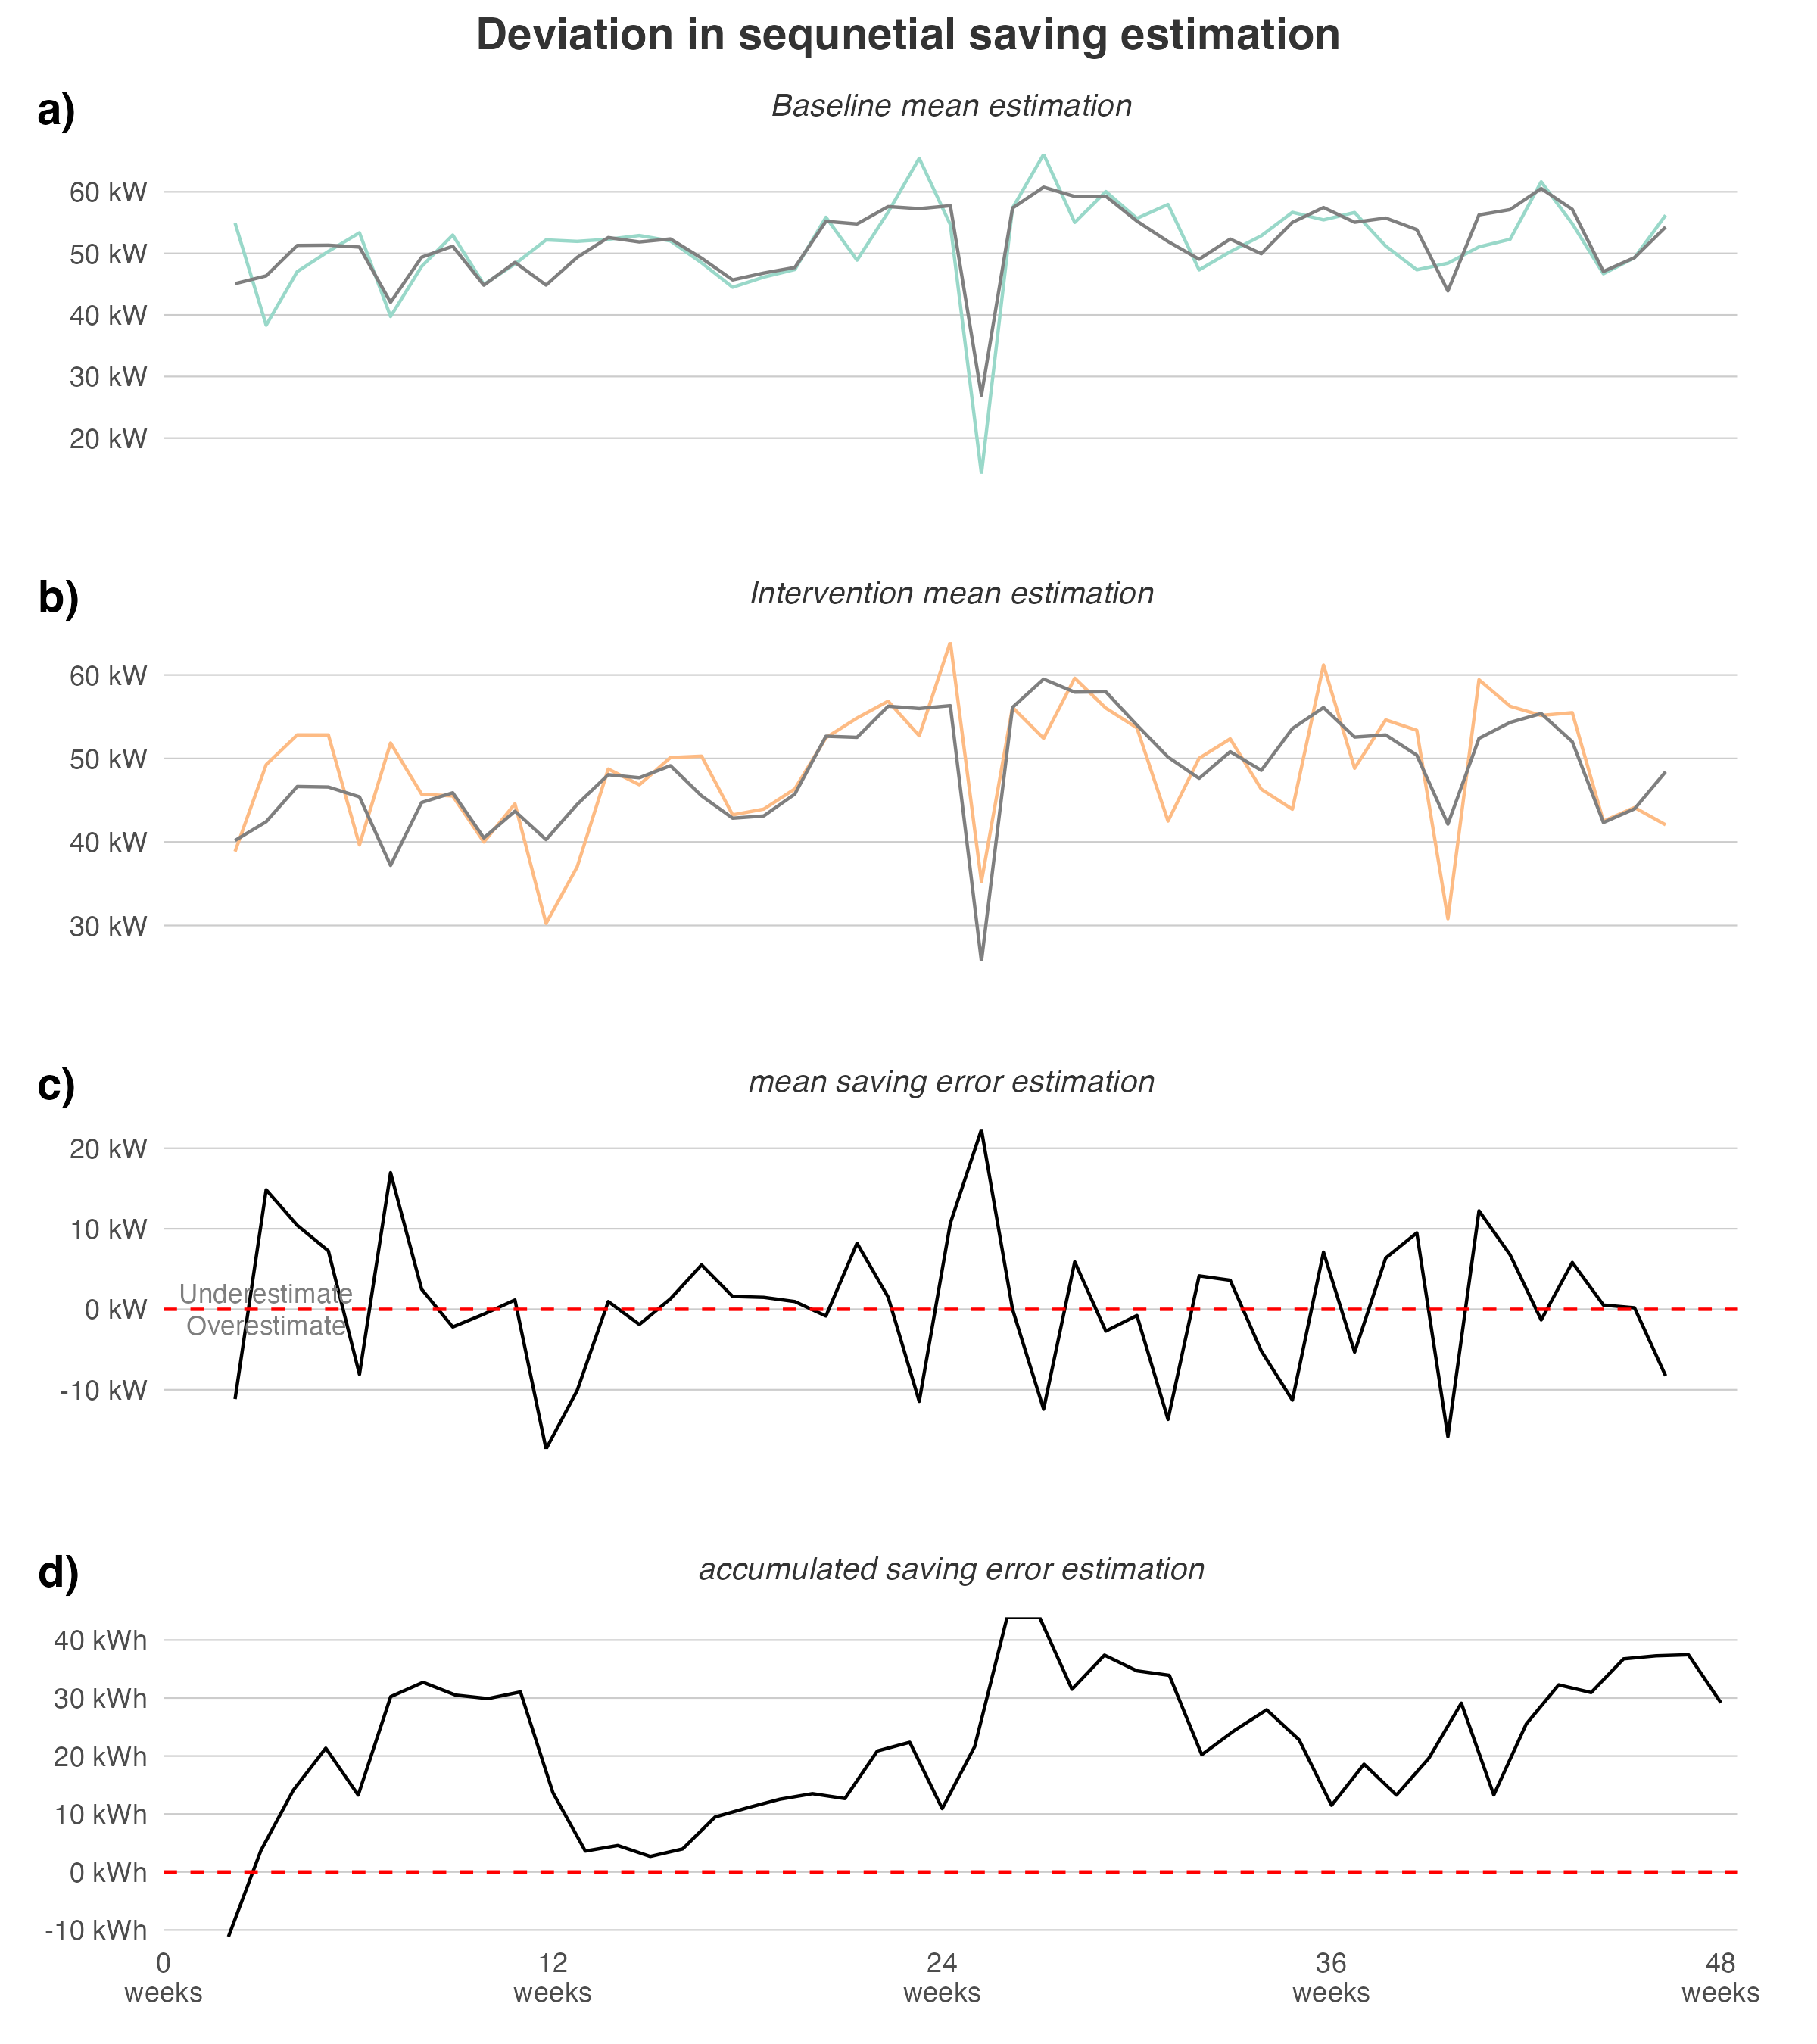 Deviation in sequnetial saving estimation
a)
Baseline mean estimation
60 kW
50 kW
40 kW
30 kW
20 kW
b)
Intervention mean estimation
60 kW
50 kW
40 kW
30 kW
c)
mean saving error estimation
20 kW
10 kW
Underestimate
0 kW
Overestimate
-10 kW
d)
accumulated saving error estimation
40 kWh
30 kWh
20 kWh
10 kWh
0 kWh
-10 kWh
0 12 24 36 48
weeks weeks weeks weeks weeks